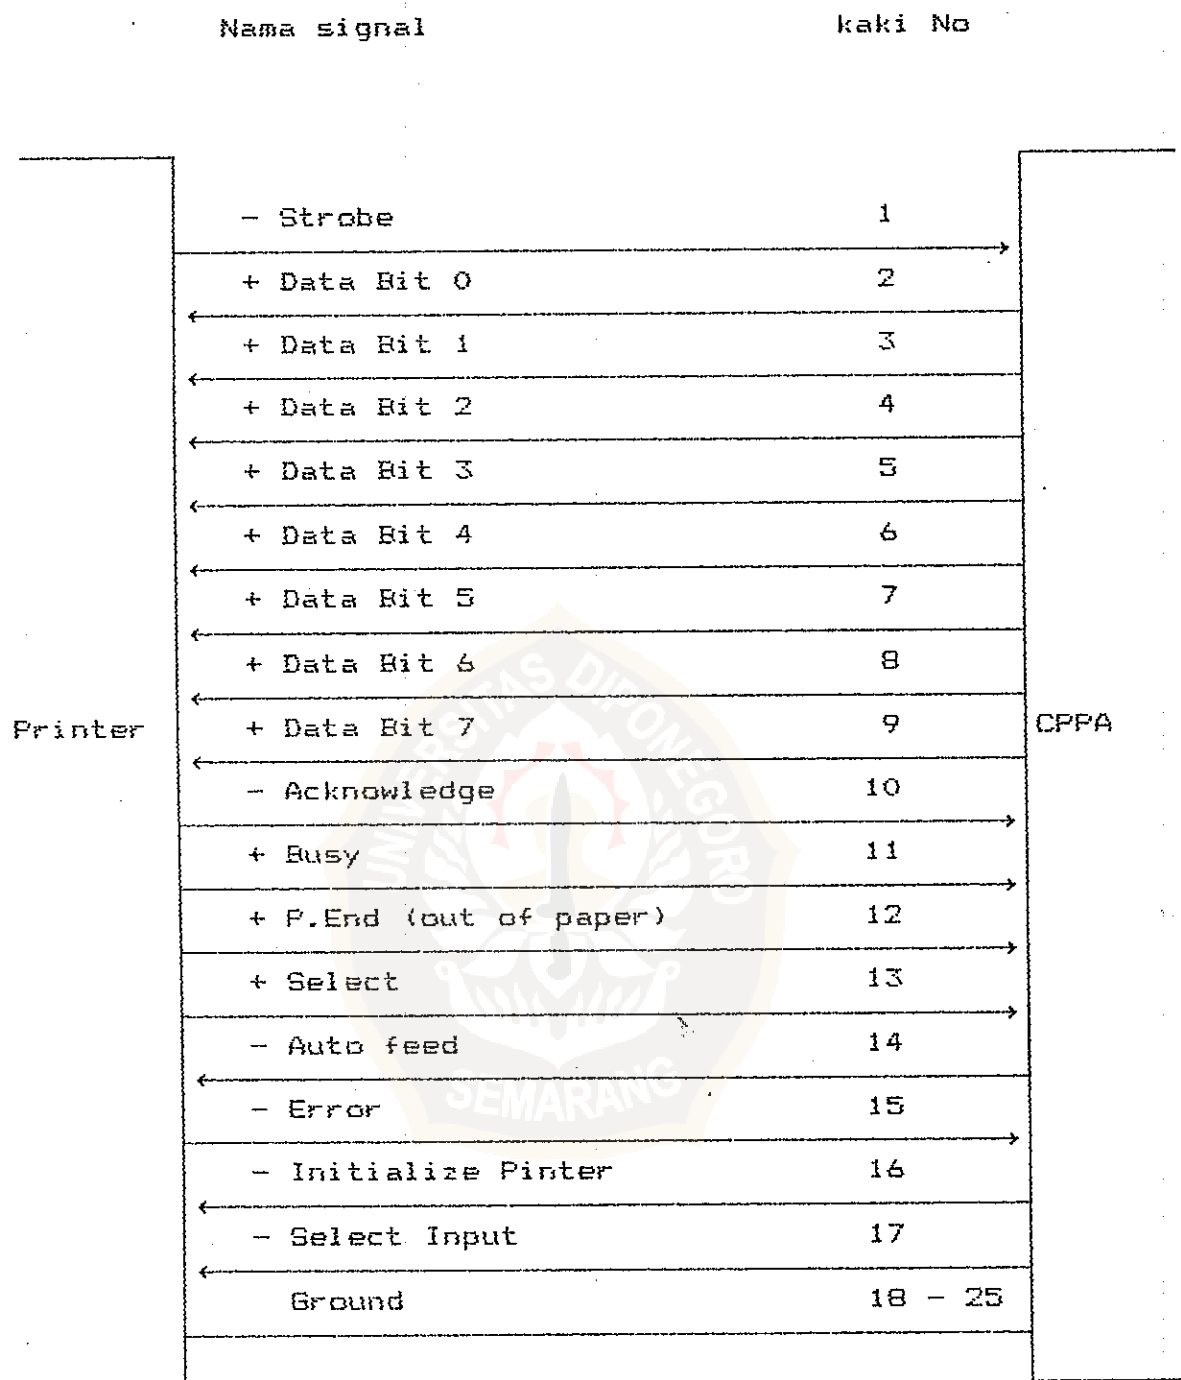 Nama signal kaki No
- Strobe 1
+ Data Bit 0 2
+ Data Bit 1 3
+ Data Bit 2 4
+ Data Bit 3 5
+ Data Bit 4 6
+ Data Bit 5 7
+ Data Bit 6 8
Printer + Data Bit 7 9 CPPA
- Acknowledge 10
+ Busy 11
+ P.End (out of paper) 12
+ Select 13
- Auto feed 14
- Error 15
- Initialize Pinter 16
- Select Input 17
Ground 18 - 25
UNIVERSITAS DIPONEGORO
SEMARANG